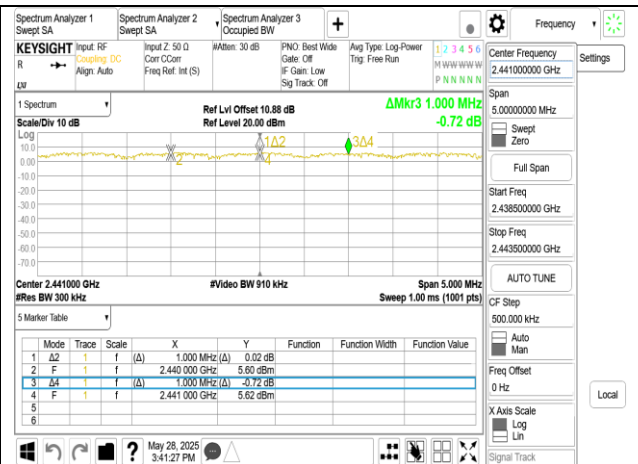 Spectrum Analyzer 1
Swept SA
Spectrum Analyzer 2
Swept SA
Spectrum Analyzer 3
Occupied BW
+
Frequency
KEYSIGHT
R
LXI
Input: RF
Coupling: DC
Align: Auto
Input Z: 50 Ω
Corr CCorr
Freq Ref: Int (S)
#Atten: 30 dB
PNO: Best Wide
Gate: Off
IF Gain: Low
Sig Track: Off
Avg Type: Log-Power
Trig: Free Run
1 2 3 4 5 6
M W W W W W
P N N N N N
1 Spectrum
Scale/Div 10 dB
Ref Lvl Offset 10.88 dB
Ref Level 20.00 dBm
ΔMkr3 1.000 MHz
-0.72 dB
Log
10.0
0.00
-10.0
-20.0
-30.0
-40.0
-50.0
-60.0
-70.0
2
1Δ2
4
3Δ4
Center 2.441000 GHz
#Res BW 300 kHz
#Video BW 910 kHz
Span 5.000 MHz
Sweep 1.00 ms (1001 pts)
5 Marker Table
Mode Trace Scale X Y Function Function Width Function Value
1 Δ2 1 f (Δ) 1.000 MHz (Δ) 0.02 dB
2 F 1 f 2.440 000 GHz 5.60 dBm
3 Δ4 1 f (Δ) 1.000 MHz (Δ) -0.72 dB
4 F 1 f 2.441 000 GHz 5.62 dBm
5
6
?
May 28, 2025
3:41:27 PM
Center Frequency
2.441000000 GHz
Span
5.00000000 MHz
Swept
Zero
Full Span
Start Freq
2.438500000 GHz
Stop Freq
2.443500000 GHz
AUTO TUNE
CF Step
500.000 kHz
Auto
Man
Freq Offset
0 Hz
X Axis Scale
Log
Lin
Signal Track
Settings
Local